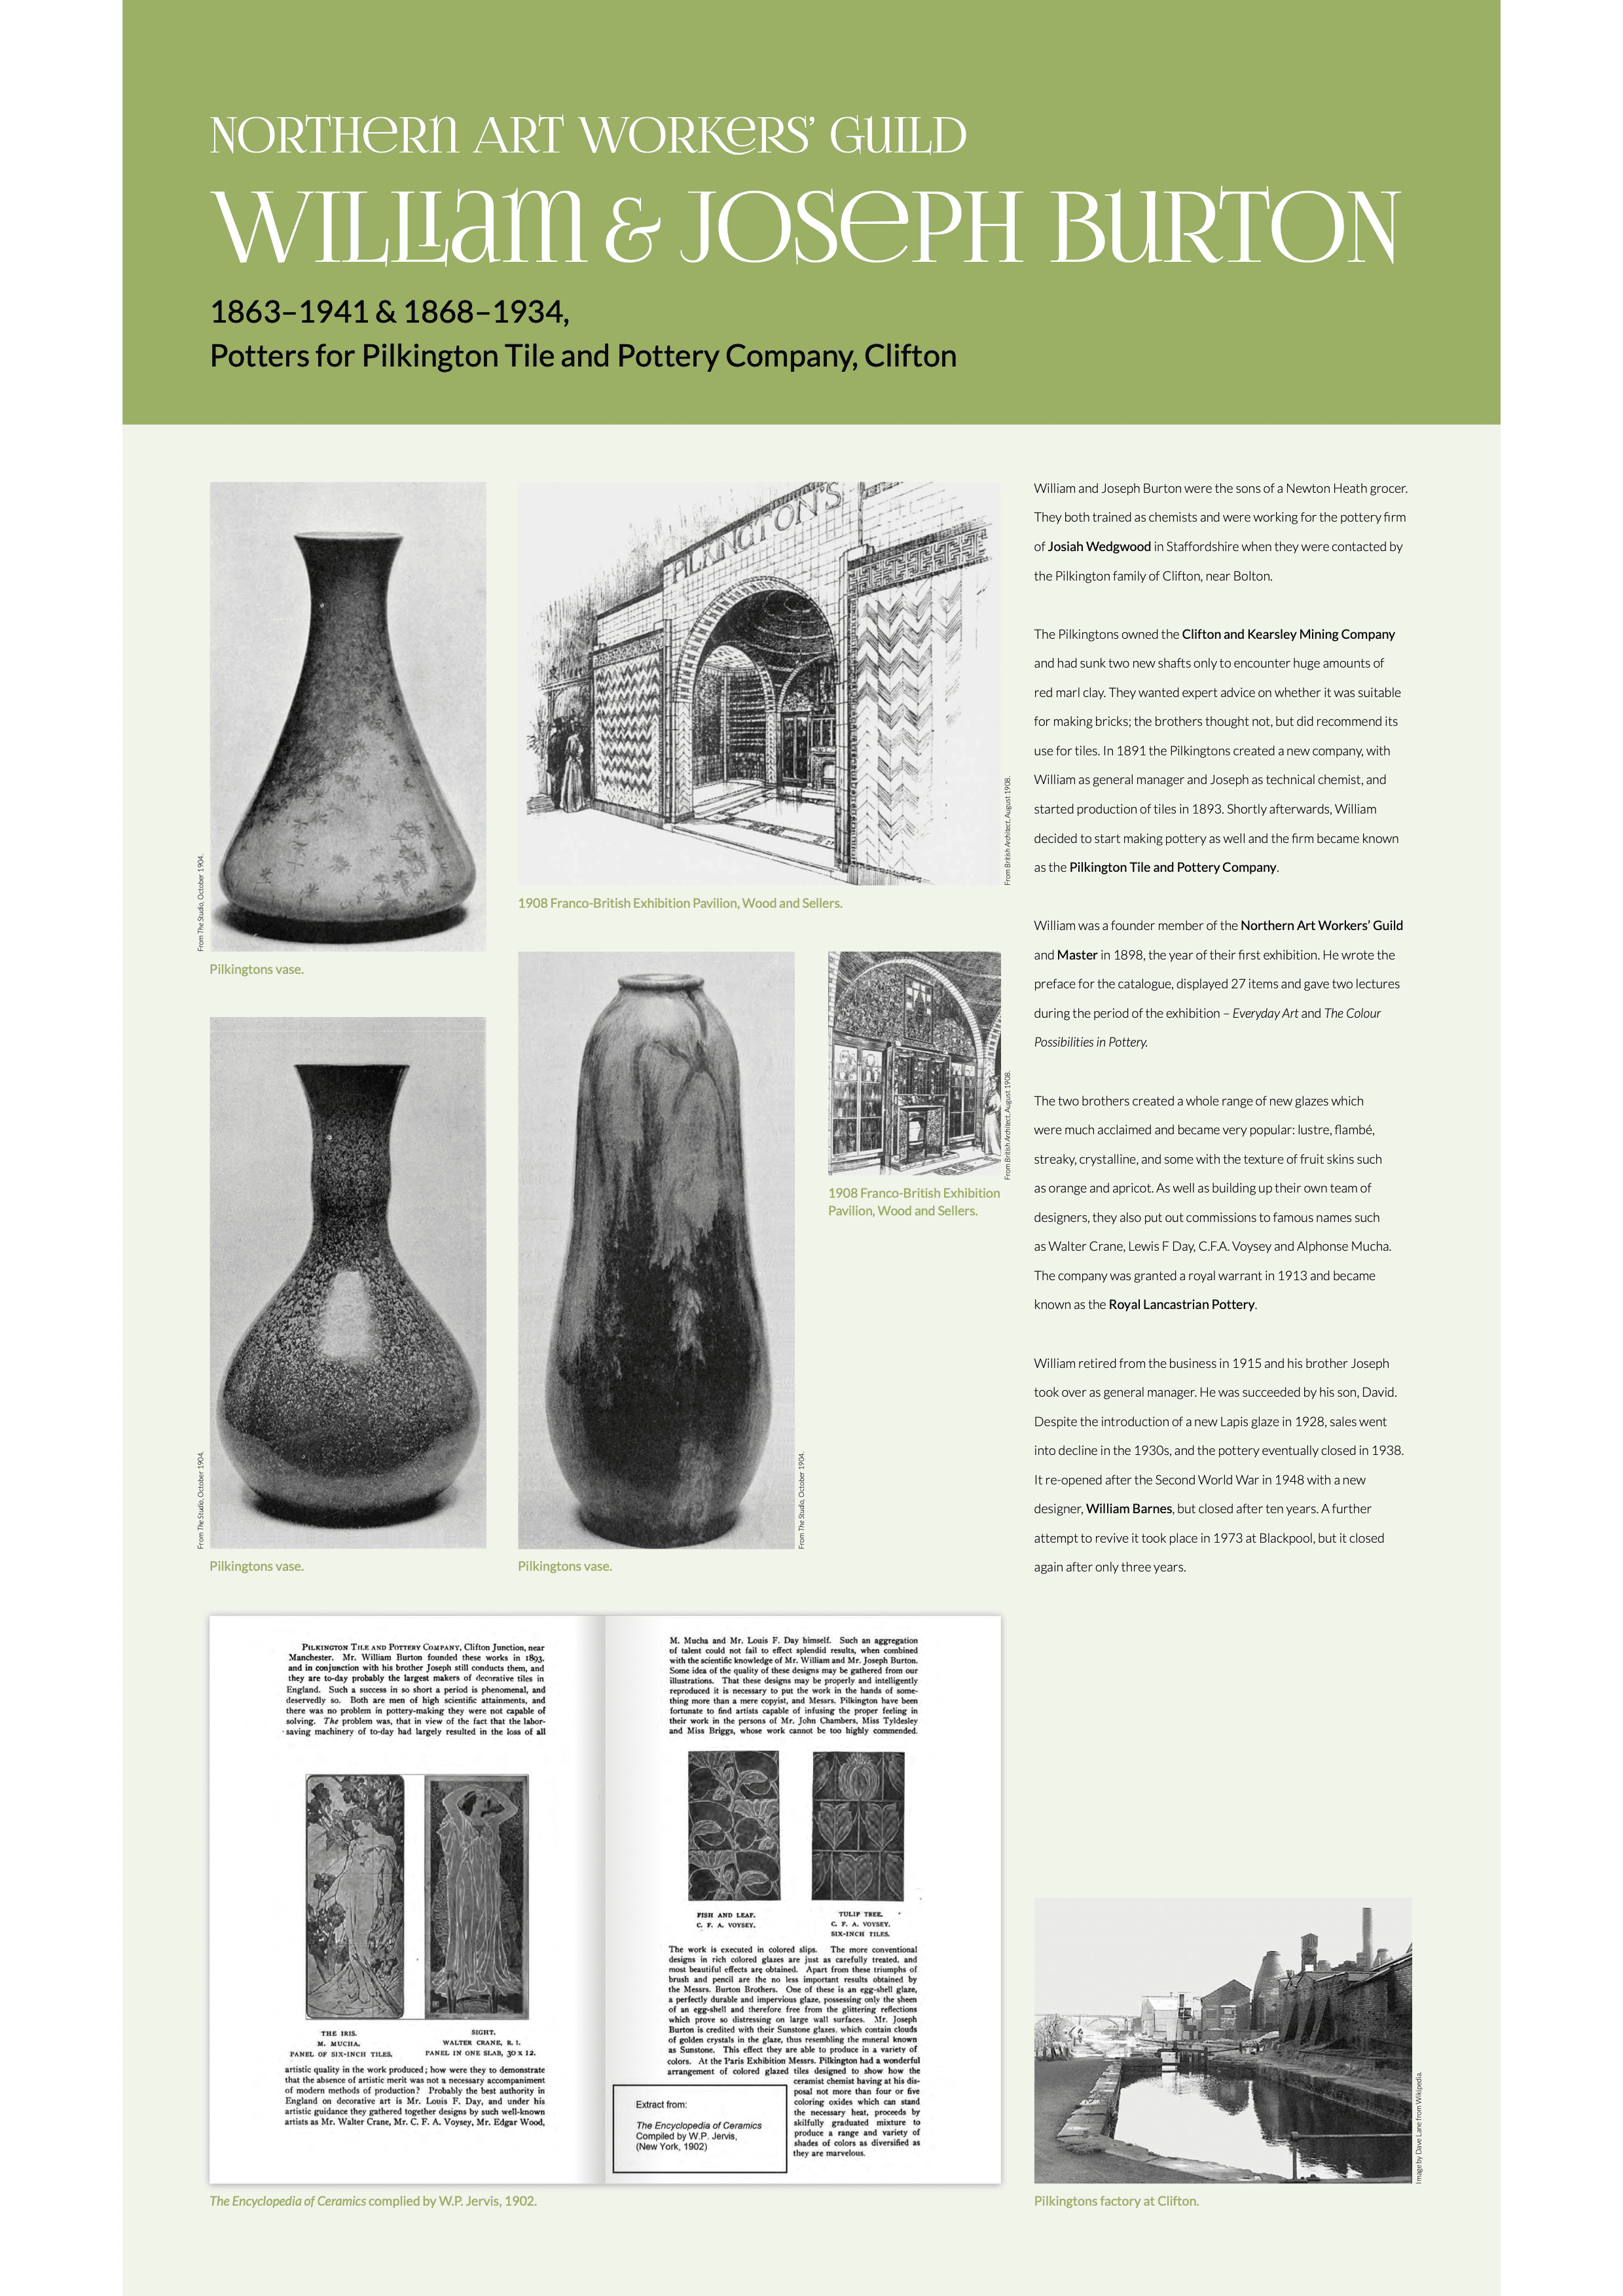 NORTHERN ART WORKERS' GUILD
WILLIAM & JOSEPH BURTON
1863–1941 & 1868–1934,
Potters for Pilkington Tile and Pottery Company, Clifton
From The Studio, October 1904.
Pilkingtons vase.
PILKINGTON'S
From British Architect, August 1908.
1908 Franco-British Exhibition Pavilion, Wood and Sellers.
From The Studio, October 1904.
Pilkingtons vase.
From The Studio, October 1904.
Pilkingtons vase.
From British Architect, August 1908.
1908 Franco-British Exhibition
Pavilion, Wood and Sellers.
William and Joseph Burton were the sons of a Newton Heath grocer.
They both trained as chemists and were working for the pottery firm
of Josiah Wedgwood in Staffordshire when they were contacted by
the Pilkington family of Clifton, near Bolton.
The Pilkingtons owned the Clifton and Kearsley Mining Company
and had sunk two new shafts only to encounter huge amounts of
red marl clay. They wanted expert advice on whether it was suitable
for making bricks; the brothers thought not, but did recommend its
use for tiles. In 1891 the Pilkingtons created a new company, with
William as general manager and Joseph as technical chemist, and
started production of tiles in 1893. Shortly afterwards, William
decided to start making pottery as well and the firm became known
as the Pilkington Tile and Pottery Company.
William was a founder member of the Northern Art Workers' Guild
and Master in 1898, the year of their first exhibition. He wrote the
preface for the catalogue, displayed 27 items and gave two lectures
during the period of the exhibition – Everyday Art and The Colour
Possibilities in Pottery.
The two brothers created a whole range of new glazes which
were much acclaimed and became very popular: lustre, flambé,
streaky, crystalline, and some with the texture of fruit skins such
as orange and apricot. As well as building up their own team of
designers, they also put out commissions to famous names such
as Walter Crane, Lewis F Day, C.F.A. Voysey and Alphonse Mucha.
The company was granted a royal warrant in 1913 and became
known as the Royal Lancastrian Pottery.
William retired from the business in 1915 and his brother Joseph
took over as general manager. He was succeeded by his son, David.
Despite the introduction of a new Lapis glaze in 1928, sales went
into decline in the 1930s, and the pottery eventually closed in 1938.
It re-opened after the Second World War in 1948 with a new
designer, William Barnes, but closed after ten years. A further
attempt to revive it took place in 1973 at Blackpool, but it closed
again after only three years.
PILKINGTON TILE AND POTTERY COMPANY, Clifton Junction, near
Manchester. Mr. William Burton founded these works in 1893,
and in conjunction with his brother Joseph still conducts them, and
they are to-day probably the largest makers of decorative tiles in
England. Such a success in so short a period is phenomenal, and
deservedly so. Both are men of high scientific attainments, and
there was no problem in pottery-making they were not capable of
solving. The problem was, that in view of the fact that the labor-
saving machinery of to-day had largely resulted in the loss of all
THE IRIS.
M. MUCHA.
PANEL OF SIX-INCH TILES.
SIGHT.
WALTER CRANE, R. I.
PANEL IN ONE SLAB, 30 X 12.
artistic quality in the work produced; how were they to demonstrate
that the absence of artistic merit was not a necessary accompaniment
of modern methods of production? Probably the best authority in
England on decorative art is Mr. Louis F. Day, and under his
artistic guidance they gathered together designs by such well-known
artists as Mr. Walter Crane, Mr. C. F. A. Voysey, Mr. Edgar Wood,
M. Mucha and Mr. Louis F. Day himself. Such an aggregation
of talent could not fail to effect splendid results, when combined
with the scientific knowledge of Mr. William and Mr. Joseph Burton.
Some idea of the quality of these designs may be gathered from our
illustrations. That these designs may be properly and intelligently
reproduced it is necessary to put the work in the hands of some-
thing more than a mere copyist, and Messrs. Pilkington have been
fortunate to find artists capable of infusing the proper feeling in
their work in the persons of Mr. John Chambers, Miss Tyldesley
and Miss Briggs, whose work cannot be too highly commended.
FISH AND LEAF.
C. F. A. VOYSEY.
TULIP TREE.
C. F. A. VOYSEY.
SIX-INCH TILES.
The work is executed in colored slips. The more conventional
designs in rich colored glazes are just as carefully treated, and
most beautiful effects are obtained. Apart from these triumphs of
brush and pencil are the no less important results obtained by
the Messrs. Burton Brothers. One of these is an egg-shell glaze,
a perfectly durable and impervious glaze, possessing only the sheen
of an egg-shell and therefore free from the glittering reflections
which prove so distressing on large wall surfaces. Mr. Joseph
Burton is credited with their Sunstone glazes, which contain clouds
of golden crystals in the glaze, thus resembling the mineral known
as Sunstone. This effect they are able to produce in a variety of
colors. At the Paris Exhibition Messrs. Pilkington had a wonderful
arrangement of colored glazed tiles designed to show how the
ceramist chemist having at his dis-
posal not more than four or five
coloring oxides which can stand
the necessary heat, proceeds by
skilfully graduated mixture to
produce a range and variety of
shades of colors as diversified as
they are marvelous.
Extract from:
The Encyclopedia of Ceramics
Compiled by W.P. Jervis,
(New York, 1902)
The Encyclopedia of Ceramics complied by W.P. Jervis, 1902.
Image by Dave Lane from Wikipedia.
Pilkingtons factory at Clifton.